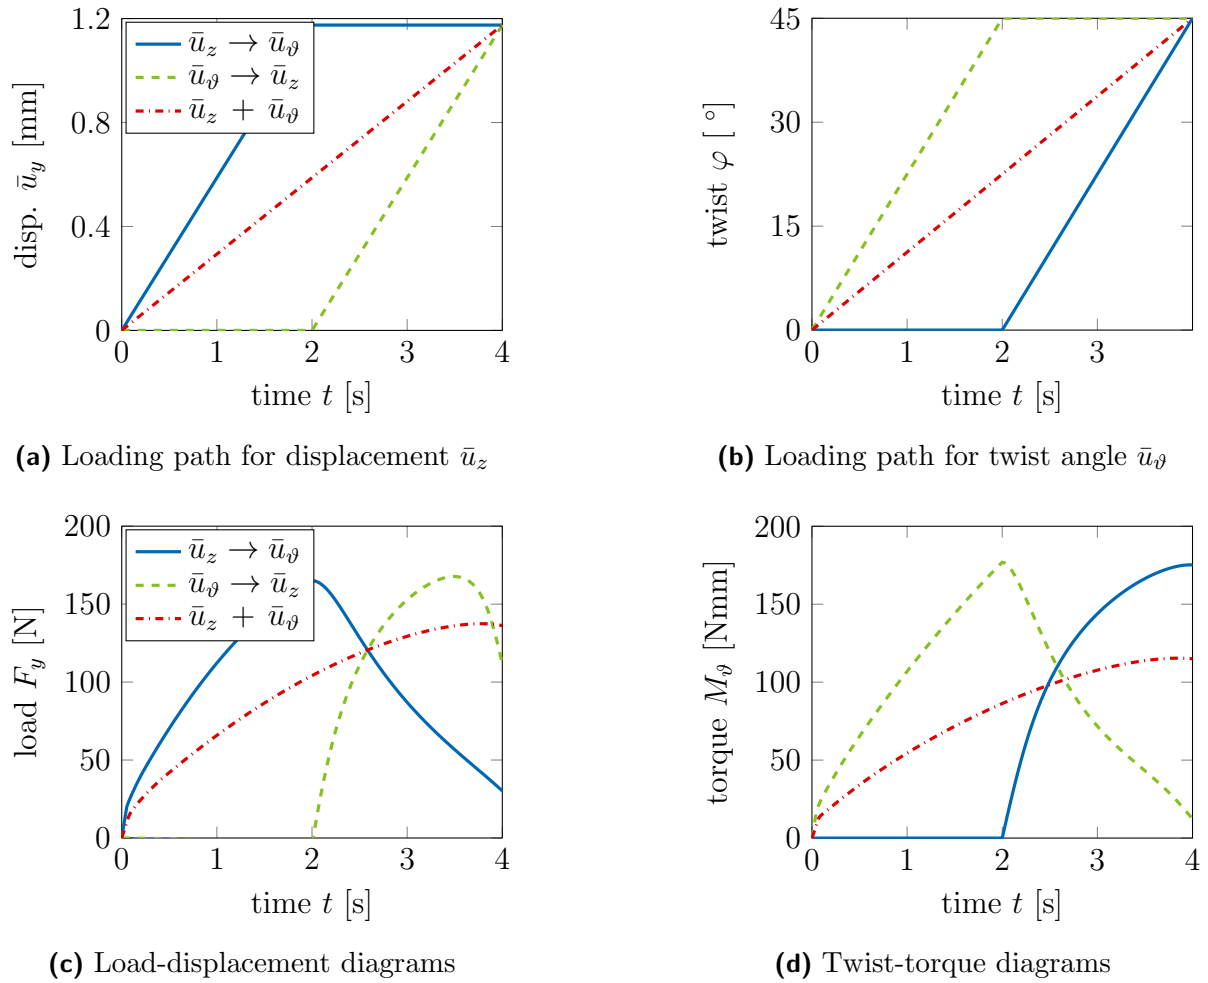 1.2
0.8
0.4
0
disp. ū_y [mm]
ū_z → ū_ϑ
ū_ϑ → ū_z
ū_z + ū_ϑ
0 1 2 3 4
time t [s]
(a) Loading path for displacement ū_z
45
30
15
0
twist φ [ °]
0 1 2 3
time t [s]
(b) Loading path for twist angle ū_ϑ
200
150
100
50
0
load F_y [N]
ū_z → ū_ϑ
ū_ϑ → ū_z
ū_z + ū_ϑ
0 1 2 3 4
time t [s]
(c) Load-displacement diagrams
200
150
100
50
0
torque M_ϑ [Nmm]
0 1 2 3 4
time t [s]
(d) Twist-torque diagrams